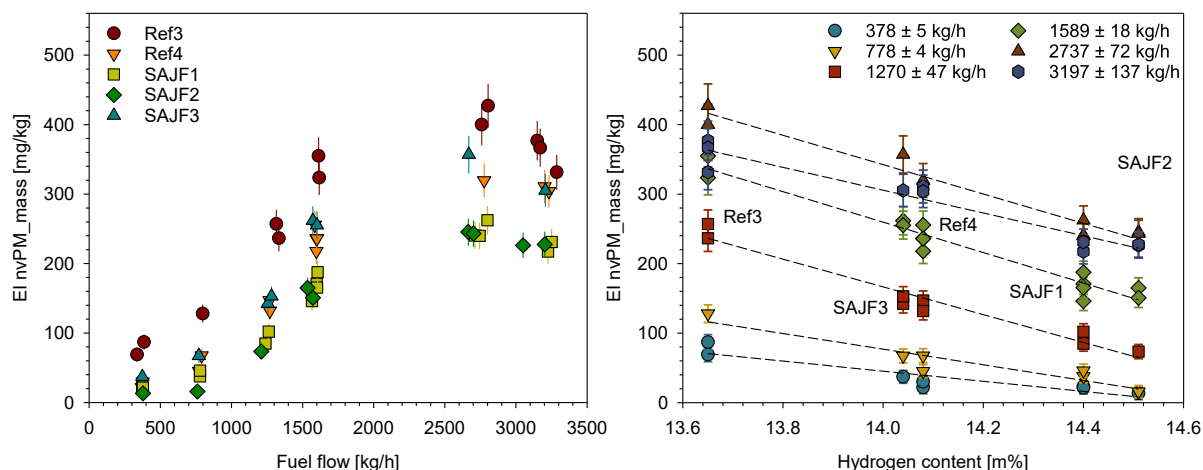 EI nvPM_mass [mg/kg]
500
400
300
200
100
0
Ref3
Ref4
SAJF1
SAJF2
SAJF3
0 500 1000 1500 2000 2500 3000 3500
Fuel flow [kg/h]
EI nvPM_mass [mg/kg]
500
400
300
200
100
0
378 ± 5 kg/h
778 ± 4 kg/h
1270 ± 47 kg/h
1589 ± 18 kg/h
2737 ± 72 kg/h
3197 ± 137 kg/h
SAJF2
Ref3
Ref4
SAJF1
SAJF3
13.6 13.8 14.0 14.2 14.4 14.6
Hydrogen content [m%]